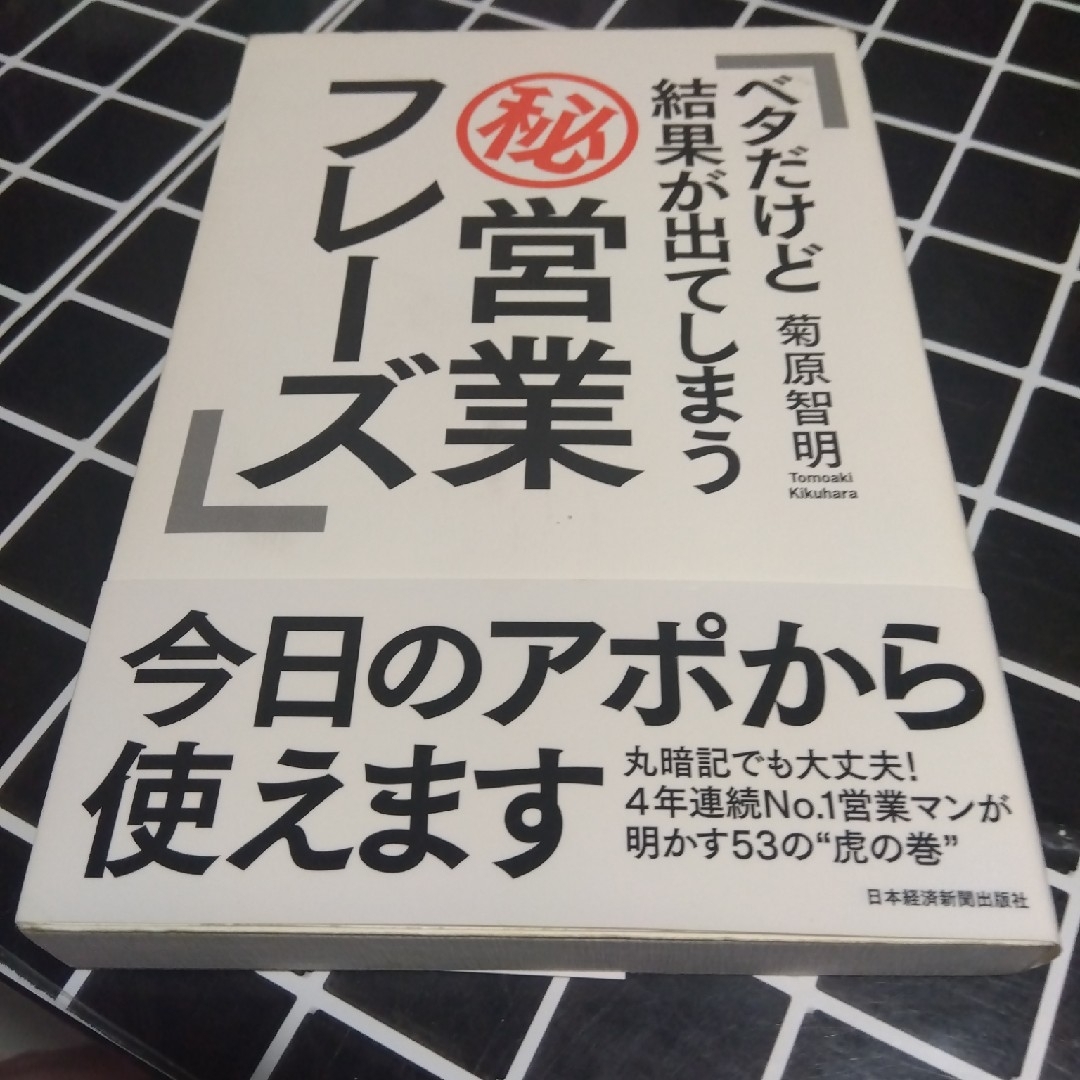 ベタだけど
結果が出てしまう
㊙営業
フレーズ
菊原智明
Tomoaki
Kikuhara
今日のアポから
使えます
丸暗記でも大丈夫！
4年連続No.1営業マンが
明かす53の“虎の巻”
日本経済新聞出版社